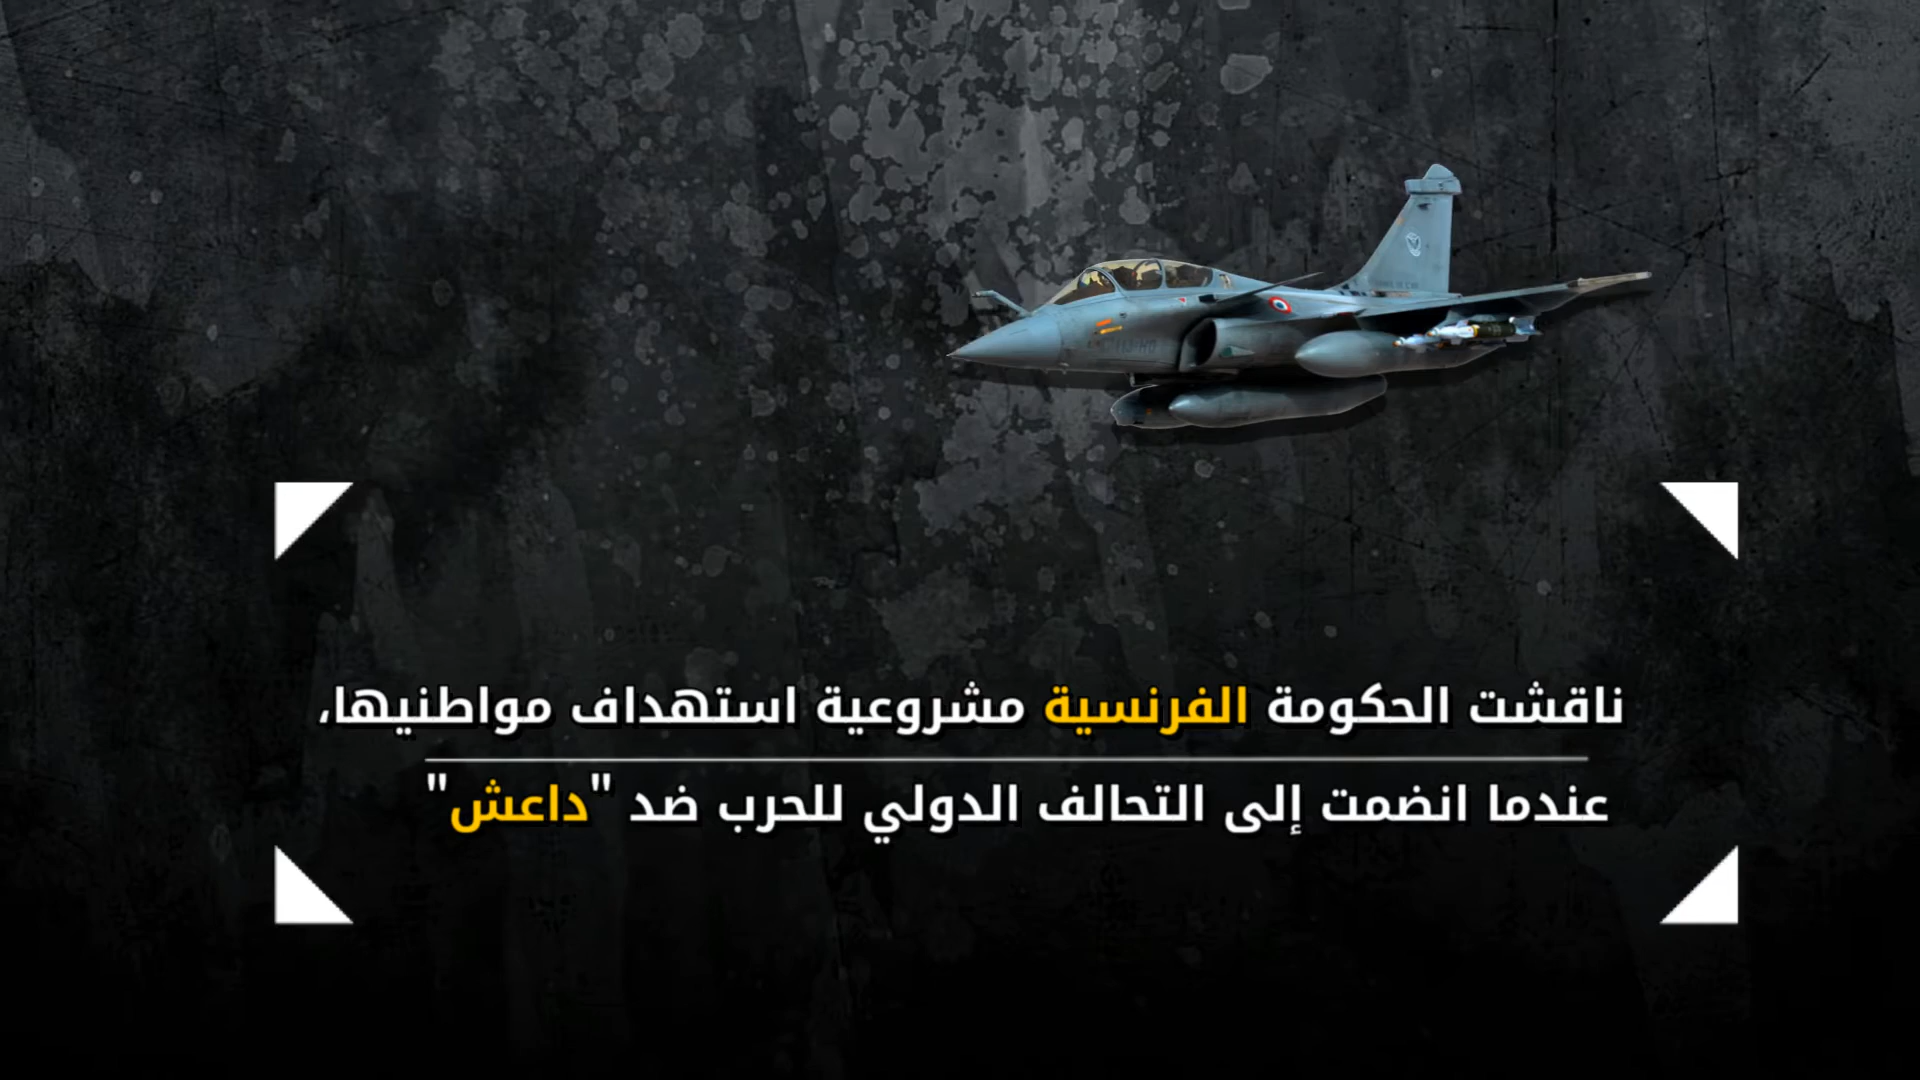 ناقشت الحكومة الفرنسية مشروعية استهداف مواطنيها،
عندما انضمت إلى التحالف الدولي للحرب ضد "داعش"